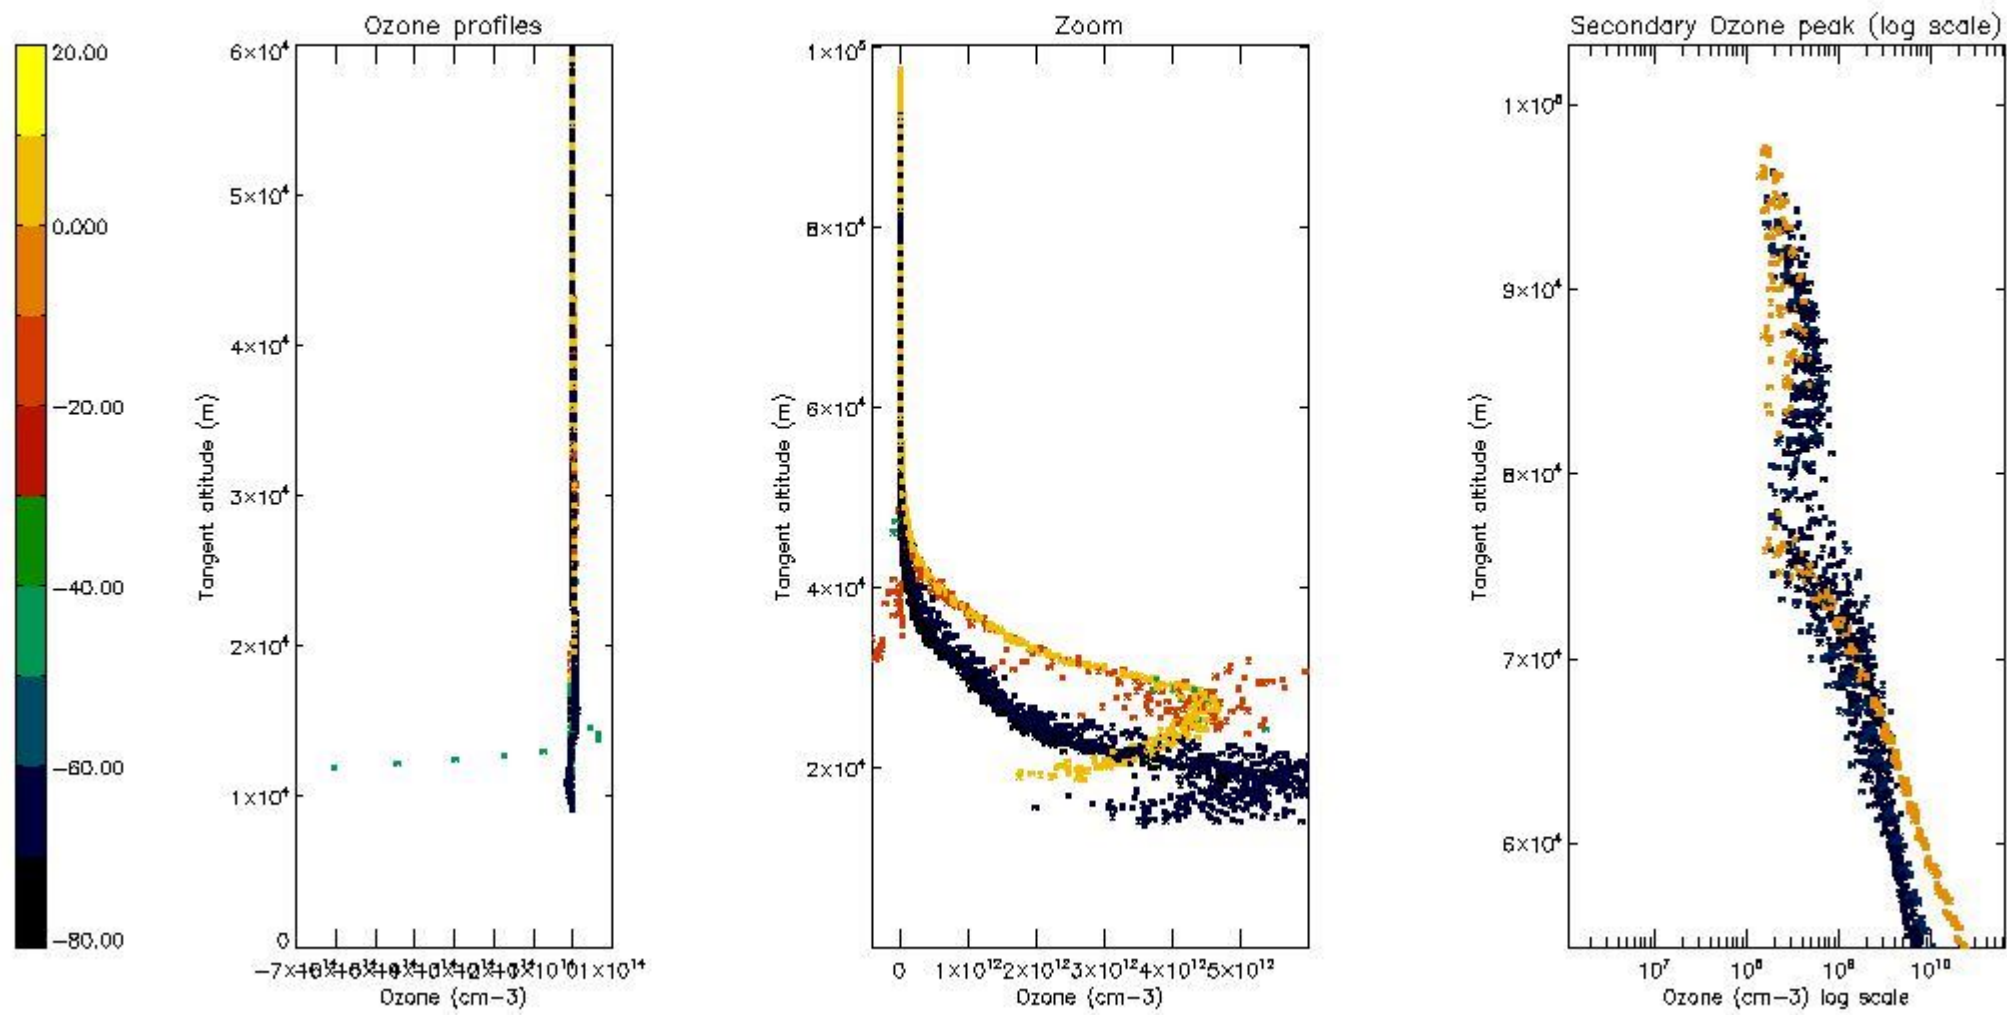 Ozone profiles
Zoom
Secondary Ozone peak (log scale)
20.00
0.000
−20.00
−40.00
−60.00
−80.00
6×10⁴
5×10⁴
4×10⁴
3×10⁴
2×10⁴
1×10⁴
0
Tangent altitude (m)
01×10¹⁴
Ozone (cm−3)
1×10⁵
8×10⁴
6×10⁴
4×10⁴
2×10⁴
Tangent altitude (m)
0 1×10¹² 2×10¹² 3×10¹² 4×10¹² 5×10¹²
Ozone (cm−3)
1×10⁵
9×10⁴
8×10⁴
7×10⁴
6×10⁴
Tangent altitude (m)
10⁷ 10⁸ 10⁹ 10¹⁰
Ozone (cm−3) log scale